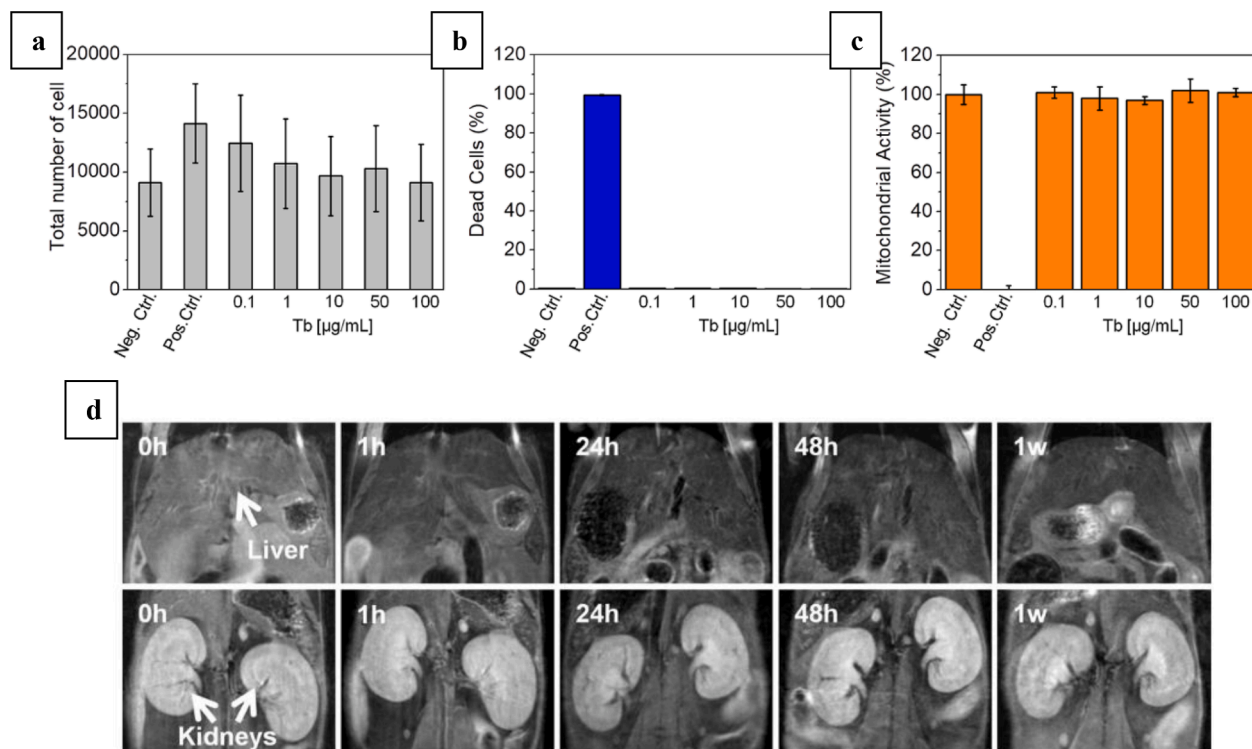 a
20000
15000
10000
5000
0
Total number of cell
Neg. Ctrl.
Pos.Ctrl.
0.1 1 10 50 100
Tb [µg/mL]
b
120
100
80
60
40
20
0
Dead Cells (%)
Neg. Ctrl.
Pos.Ctrl.
0.1 1 10 50 100
Tb [µg/mL]
c
120
100
80
60
40
20
0
Mitochondrial Activity (%)
Neg. Ctrl.
Pos.Ctrl.
0.1 1 10 50 100
Tb [µg/mL]
d
0h 1h 24h 48h 1w
Liver
0h 1h 24h 48h 1w
Kidneys